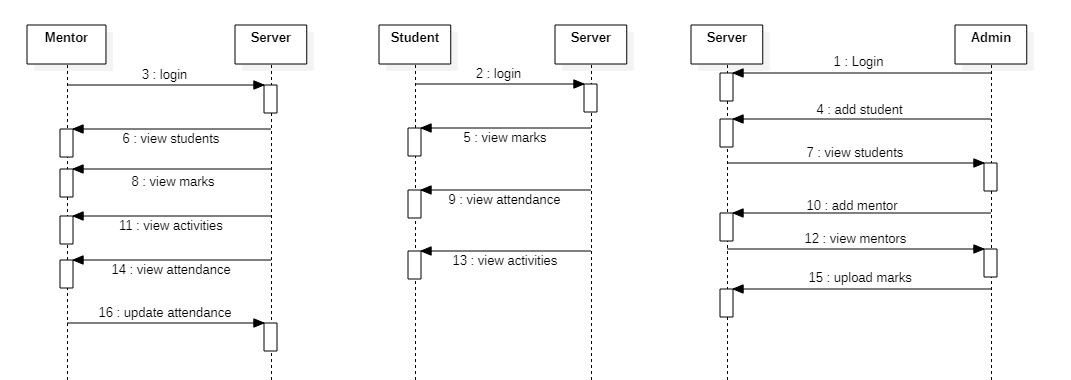 Mentor
Server
3 : login
6 : view students
8 : view marks
11 : view activities
14 : view attendance
16 : update attendance
Student
Server
2 : login
5 : view marks
9 : view attendance
13 : view activities
Server
Admin
1 : Login
4 : add student
7 : view students
10 : add mentor
12 : view mentors
15 : upload marks